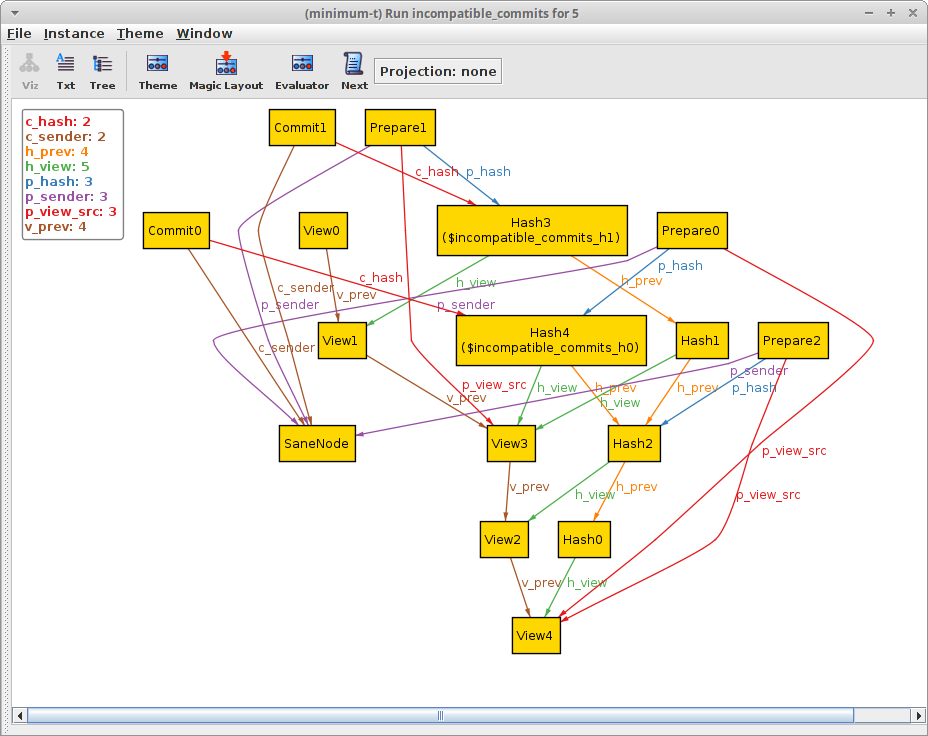 (minimum-t) Run incompatible_commits for 5
File Instance Theme Window
Viz Txt Tree Theme Magic Layout Evaluator Next Projection: none
c_hash: 2
c_sender: 2
h_prev: 4
h_view: 5
p_hash: 3
p_sender: 3
p_view_src: 3
v_prev: 4
Commit1 Prepare1
c_hash p_hash
Hash3
($incompatible_commits_h1)
Commit0 View0 Prepare0
p_hash
c_hash h_view h_prev
c_sender v_prev
p_sender p_sender
Hash4
($incompatible_commits_h0)
View1 Hash1 Prepare2
c_sender
p_sender
p_view_src h_view h_prev h_prev p_hash
v_prev h_view
SaneNode View3 Hash2
p_view_src
v_prev h_view h_prev
p_view_src
View2 Hash0
v_prev h_view
View4